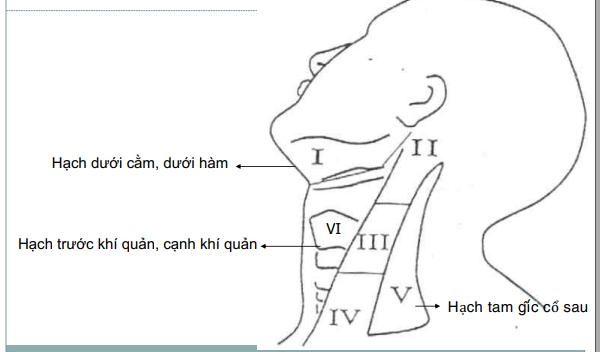 I
II
Hạch dưới cằm, dưới hàm
VI
Hạch trước khí quản, cạnh khí quản
III
V
Hạch tam gíc cổ sau
IV